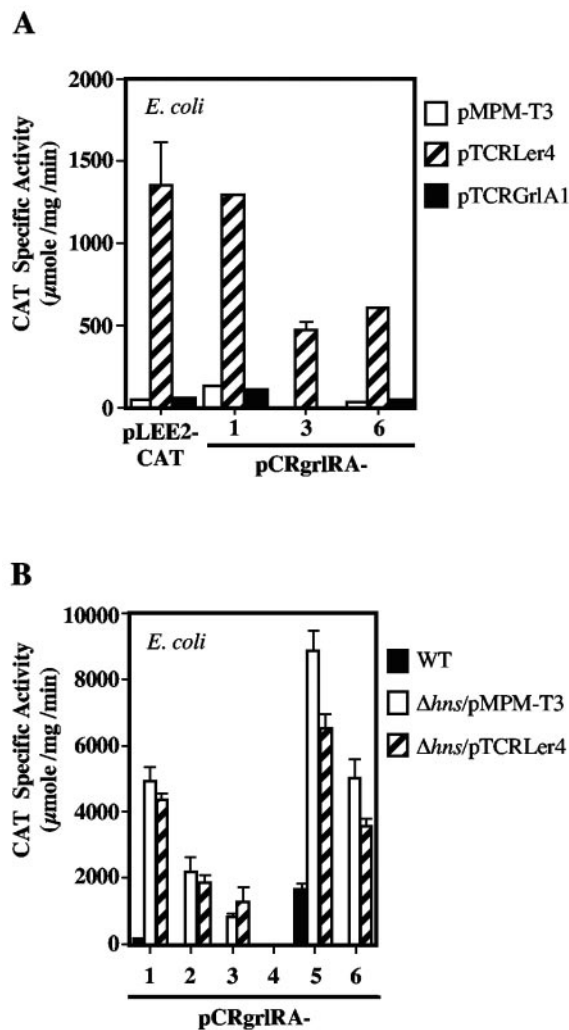 A
CAT Specific Activity
(µmole /mg /min)
2000
1500
1000
500
0
E. coli
pMPM-T3
pTCRLer4
pTCRGrlA1
pLEE2-
CAT
1
3
6
pCRgrlRA-
B
CAT Specific Activity
(µmole /mg /min)
10000
8000
6000
4000
2000
0
E. coli
WT
Δhns/pMPM-T3
Δhns/pTCRLer4
1
2
3
4
5
6
pCRgrlRA-